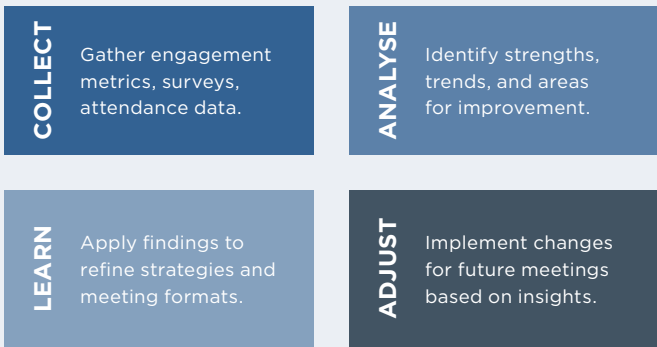 COLLECT
Gather engagement
metrics, surveys,
attendance data.
ANALYSE
Identify strengths,
trends, and areas
for improvement.
LEARN
Apply findings to
refine strategies and
meeting formats.
ADJUST
Implement changes
for future meetings
based on insights.